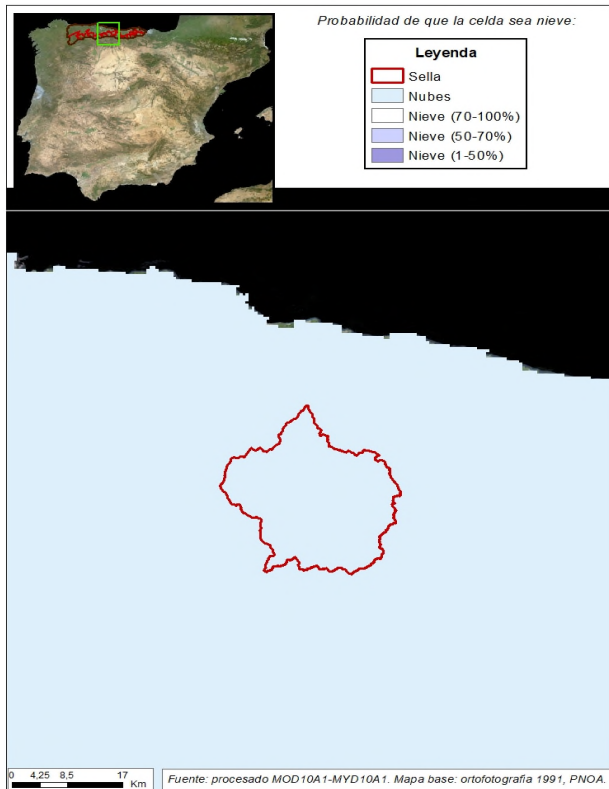 Probabilidad de que la celda sea nieve:
Leyenda
Sella
Nubes
Nieve (70-100%)
Nieve (50-70%)
Nieve (1-50%)
0 4,25 8,5 17
Km
Fuente: procesado MOD10A1-MYD10A1. Mapa base: ortofotografía 1991, PNOA.